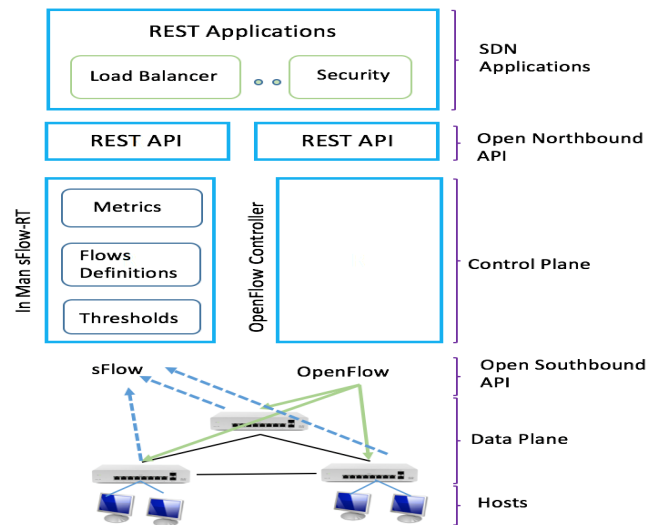 REST Applications
Load Balancer
Security
SDN
Applications
REST API
REST API
Open Northbound
API
In Man sFlow-RT
Metrics
Flows
Definitions
Thresholds
OpenFlow Controller
Control Plane
sFlow
OpenFlow
Open Southbound
API
Data Plane
Hosts